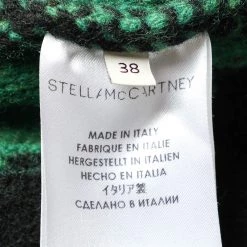 38
STELLA McCARTNEY
MADE IN ITALY
FABRIQUE EN ITALIE
HERGESTELLT IN ITALIEN
HECHO EN ITALIA
イタリア製
СДЕЛАНО В ИТАЛИИ